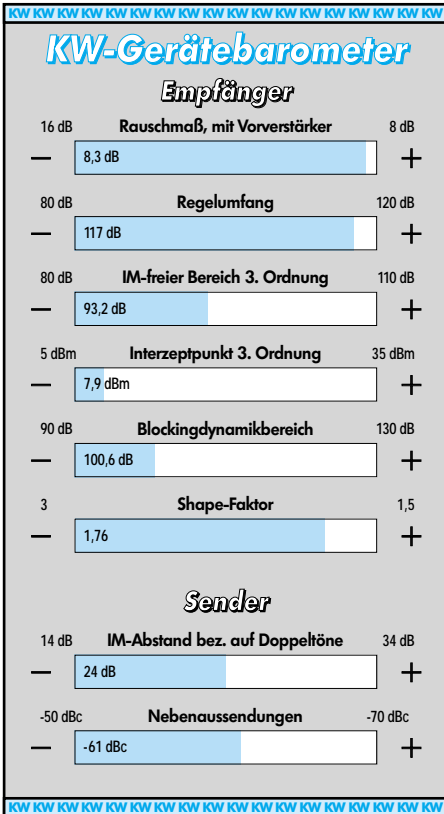 KW KW KW KW KW KW KW KW KW KW KW KW KW KW KW KW KW KW
KW-Gerätebarometer
Empfänger
16 dB Rauschmaß, mit Vorverstärker 8 dB
– 8,3 dB +
80 dB Regelumfang 120 dB
– 117 dB +
80 dB IM-freier Bereich 3. Ordnung 110 dB
– 93,2 dB +
5 dBm Interzeptpunkt 3. Ordnung 35 dBm
– 7,9 dBm +
90 dB Blockingdynamikbereich 130 dB
– 100,6 dB +
3 Shape-Faktor 1,5
– 1,76 +
Sender
14 dB IM-Abstand bez. auf Doppeltöne 34 dB
– 24 dB +
-50 dBc Nebenaussendungen -70 dBc
– -61 dBc +
KW KW KW KW KW KW KW KW KW KW KW KW KW KW KW KW KW KW